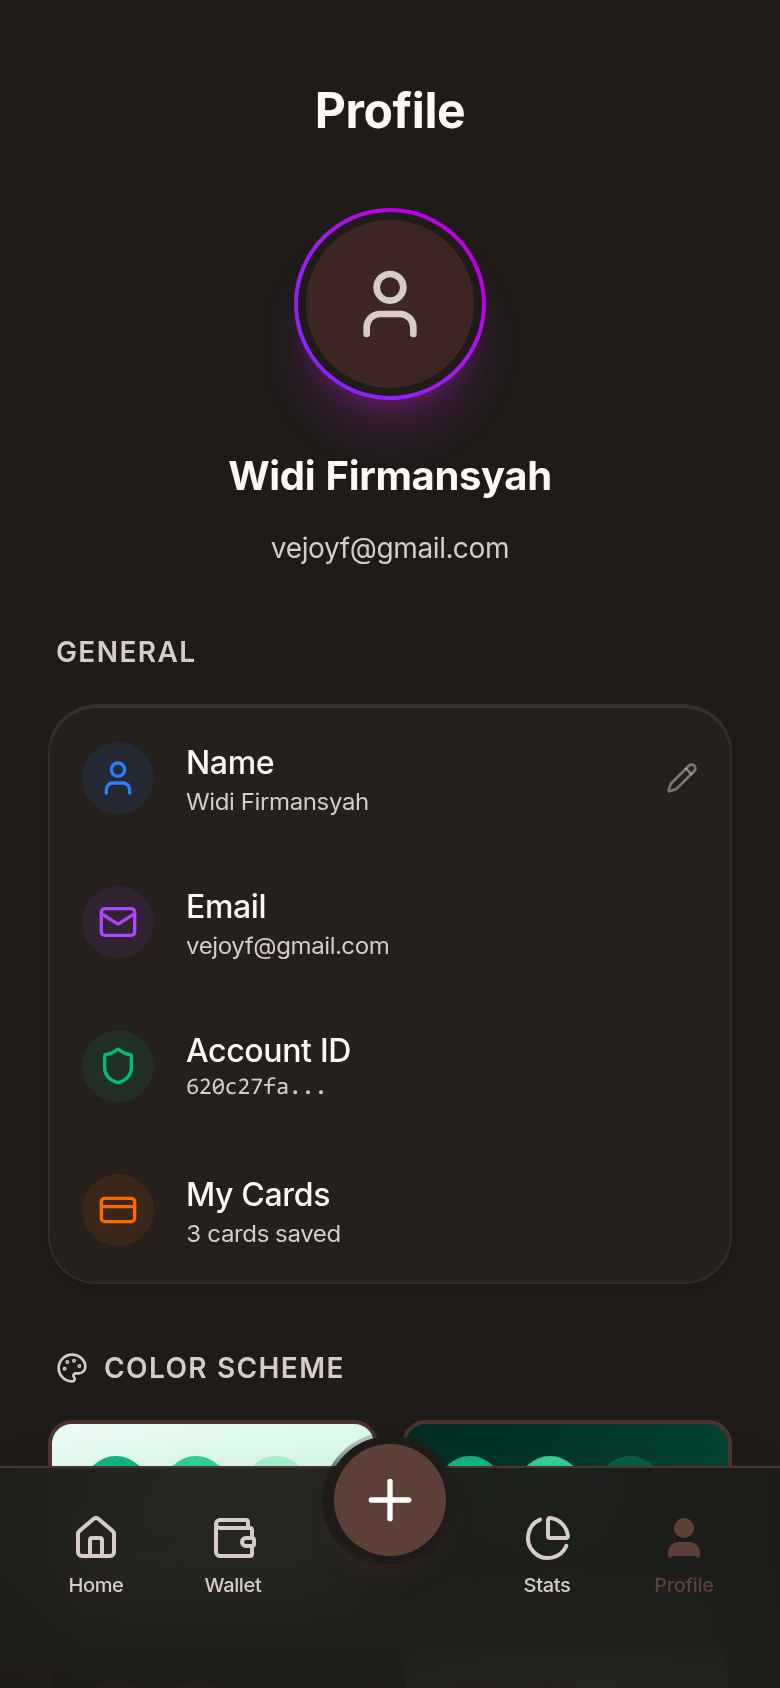 Profile
Widi Firmansyah
vejoyf@gmail.com
GENERAL
Name
Widi Firmansyah
Email
vejoyf@gmail.com
Account ID
620c27fa...
My Cards
3 cards saved
COLOR SCHEME
Home
Wallet
Stats
Profile